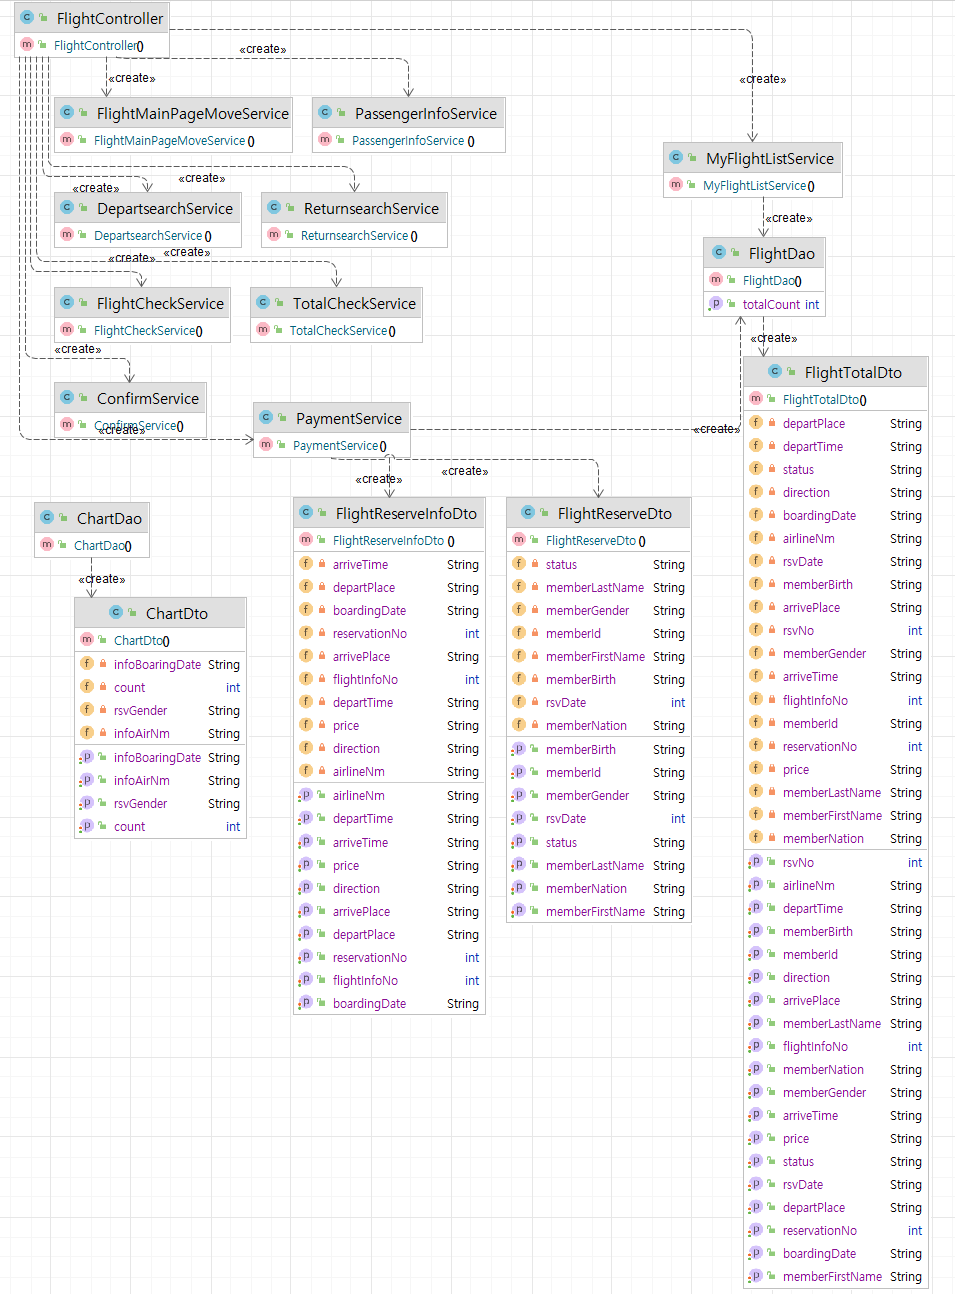 FlightController
FlightController()
«create»
«create»
«create»
FlightMainPageMoveService
FlightMainPageMoveService ()
PassengerInfoService
PassengerInfoService ()
MyFlightListService
MyFlightListService()
«create»
«create»
DepartsearchService
DepartsearchService ()
ReturnsearchService
ReturnsearchService ()
«create»
FlightDao
FlightDao()
totalCount int
«create»
«create»
FlightCheckService
FlightCheckService()
TotalCheckService
TotalCheckService()
«create»
«create»
ConfirmService
ConfirmService()
«create»
PaymentService
PaymentService()
«create»
«create»
«create»
ChartDao
ChartDao()
«create»
ChartDto
ChartDto()
infoBoaringDate String
count int
rsvGender String
infoAirNm String
infoBoaringDate String
infoAirNm String
rsvGender String
count int
FlightReserveInfoDto
FlightReserveInfoDto ()
arriveTime String
departPlace String
boardingDate String
reservationNo int
arrivePlace String
flightInfoNo int
departTime String
price String
direction String
airlineNm String
airlineNm String
departTime String
arriveTime String
price String
direction String
arrivePlace String
departPlace String
reservationNo int
flightInfoNo int
boardingDate String
FlightReserveDto
FlightReserveDto ()
status String
memberLastName String
memberGender String
memberId String
memberFirstName String
memberBirth String
rsvDate int
memberNation String
memberBirth String
memberId String
memberGender String
rsvDate int
status String
memberLastName String
memberNation String
memberFirstName String
FlightTotalDto
FlightTotalDto()
departPlace String
departTime String
status String
direction String
boardingDate String
airlineNm String
rsvDate String
memberBirth String
arrivePlace String
rsvNo int
memberGender String
arriveTime String
flightInfoNo int
memberId String
reservationNo int
price String
memberLastName String
memberFirstName String
memberNation String
rsvNo int
airlineNm String
departTime String
memberBirth String
memberId String
direction String
arrivePlace String
memberLastName String
flightInfoNo int
memberNation String
memberGender String
arriveTime String
price String
status String
rsvDate String
departPlace String
reservationNo int
boardingDate String
memberFirstName String